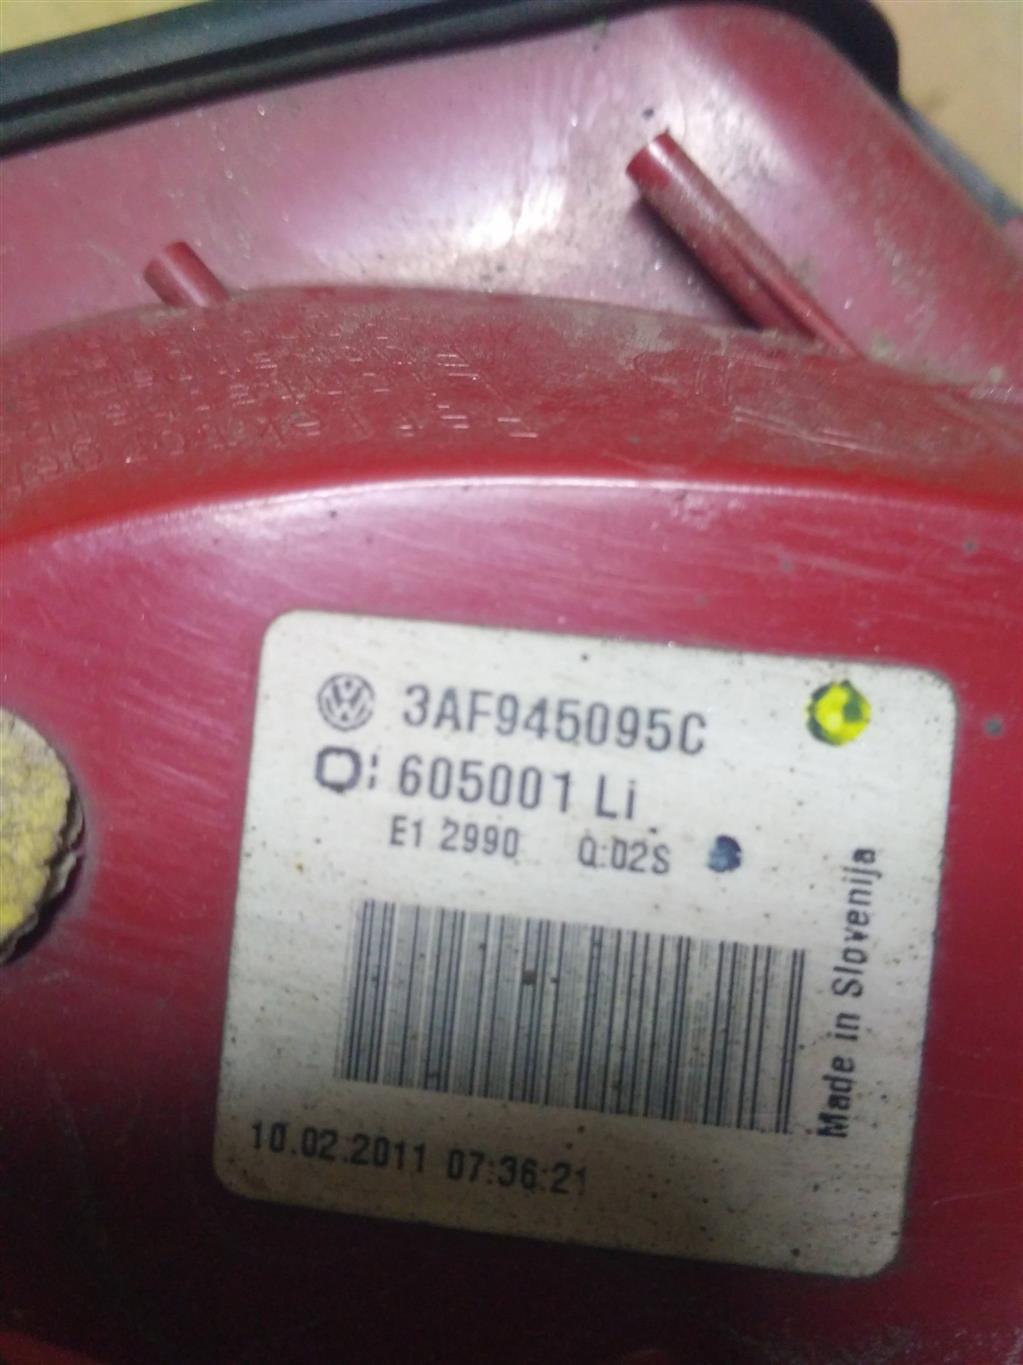 3AF945095C
605001 Li
E1 2990 Q:02S
Made in Slovenija
10.02.2011 07:36:21